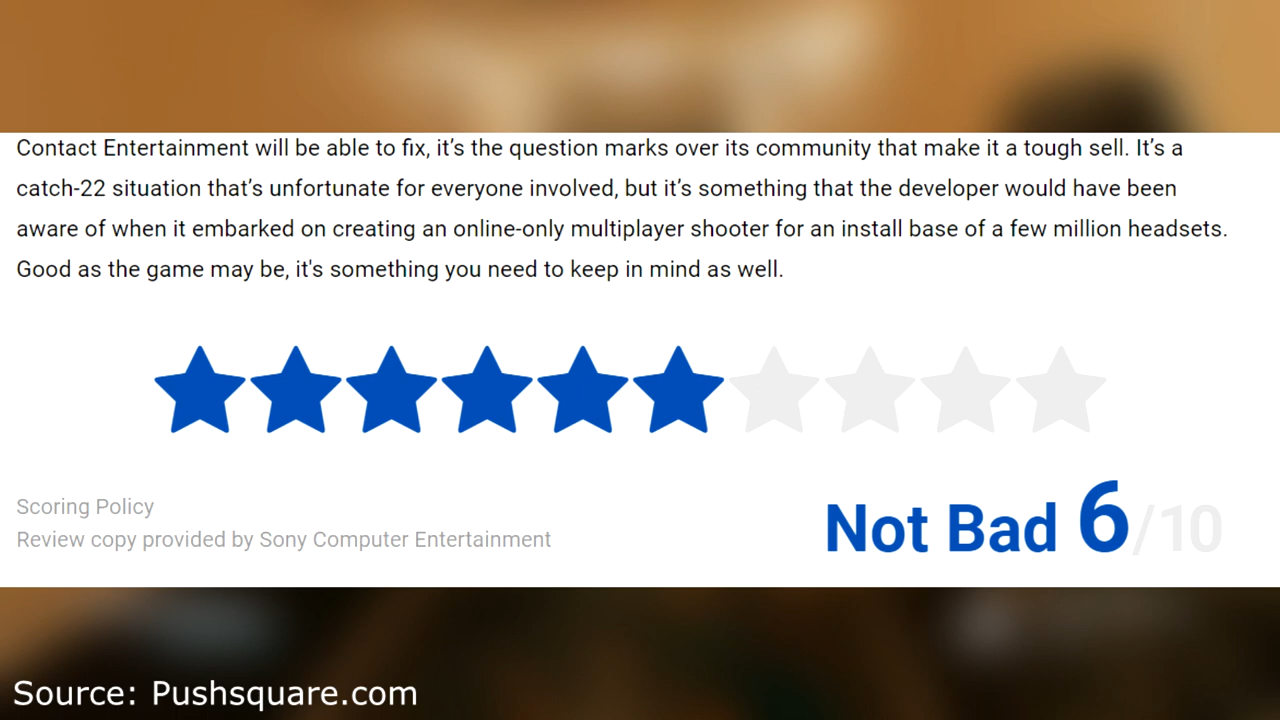 Contact Entertainment will be able to fix, it’s the question marks over its community that make it a tough sell. It’s a
catch-22 situation that’s unfortunate for everyone involved, but it’s something that the developer would have been
aware of when it embarked on creating an online-only multiplayer shooter for an install base of a few million headsets.
Good as the game may be, it's something you need to keep in mind as well.
Scoring Policy
Review copy provided by Sony Computer Entertainment
Not Bad 6/10
Source: Pushsquare.com